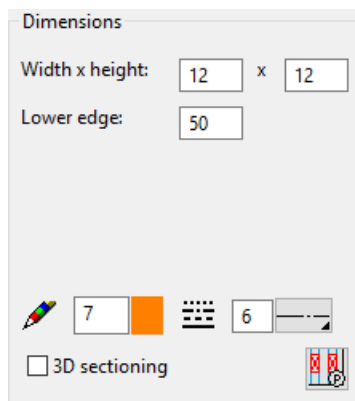 Dimensions
Width x height: 12 x 12
Lower edge: 50
7 6
3D sectioning
P